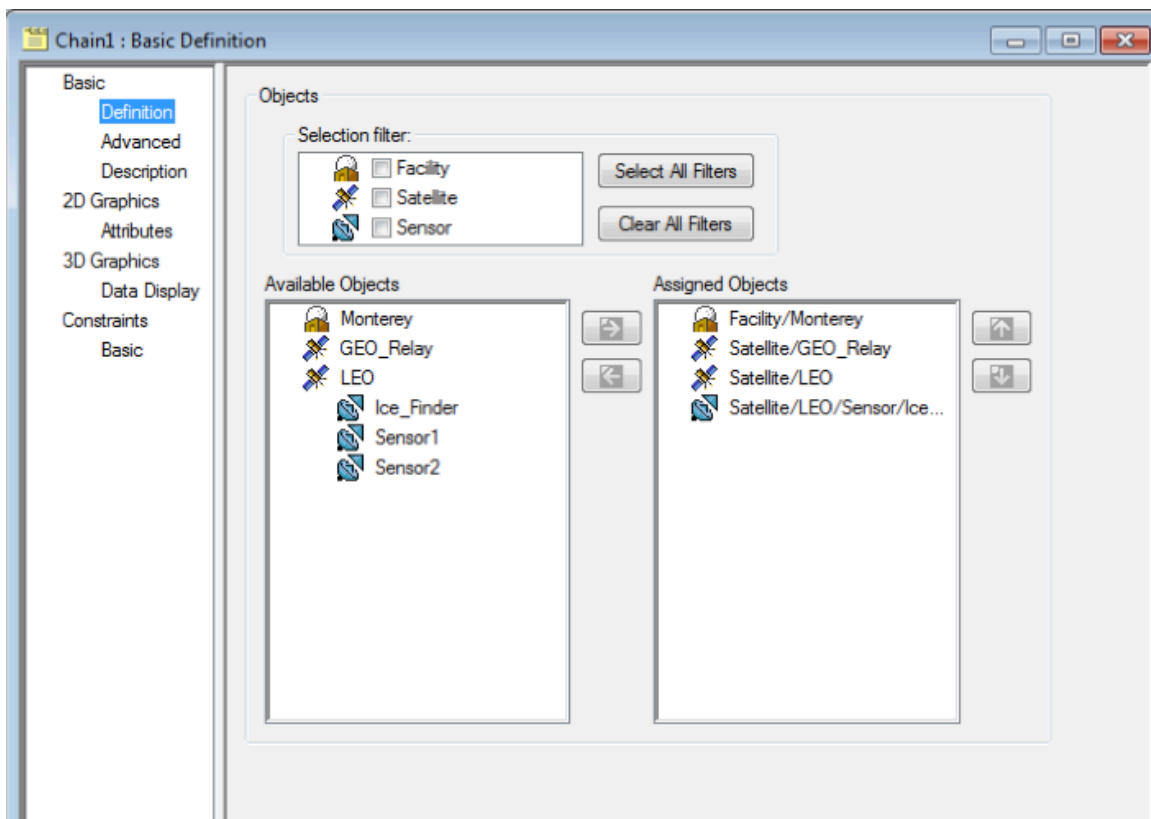 Chain1 : Basic Definition
Basic
Definition
Advanced
Description
2D Graphics
Attributes
3D Graphics
Data Display
Constraints
Basic
Objects
Selection filter:
Facility
Satellite
Sensor
Select All Filters
Clear All Filters
Available Objects
Monterey
GEO_Relay
LEO
Ice_Finder
Sensor1
Sensor2
Assigned Objects
Facility/Monterey
Satellite/GEO_Relay
Satellite/LEO
Satellite/LEO/Sensor/Ice...